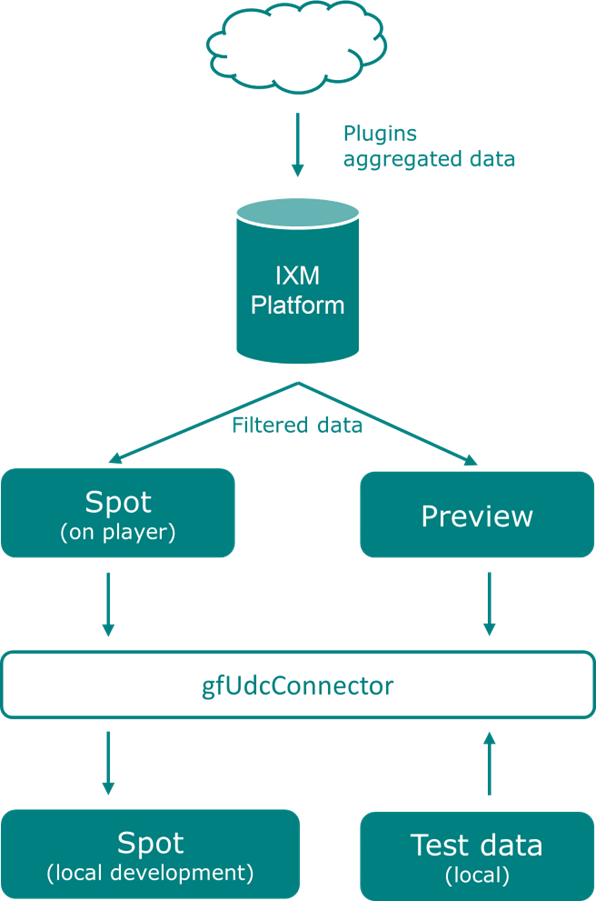 Plugins
aggregated data
IXM
Platform
Filtered data
Spot
(on player)
Preview
gfUdcConnector
Spot
(local development)
Test data
(local)